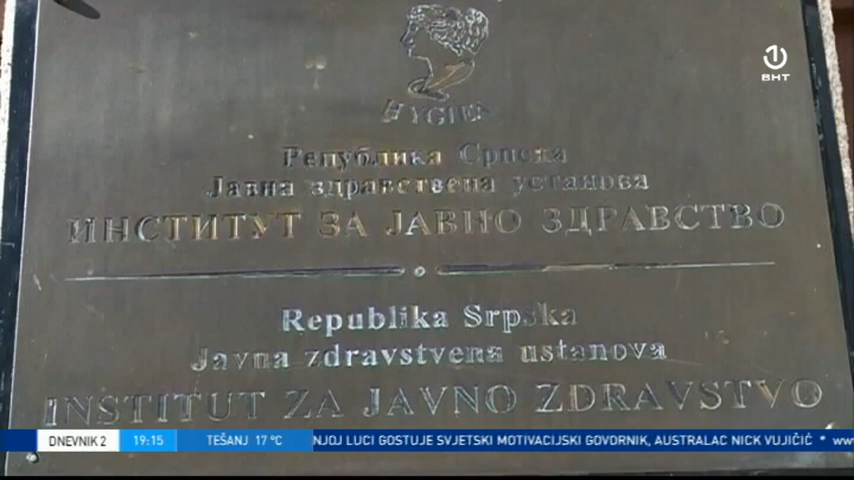 BHT
HYGIEA
Република Српска
Јавна здравствена установа
ИНСТИТУТ ЗА ЈАВНО ЗДРАВСТВО
Republika Srpska
Javna zdravstvena ustanova
INSTITUT ZA JAVNO ZDRAVSTVO
DNEVNIK 2 19:15 TEŠANJ 17°C NJOJ LUCI GOSTUJE SVJETSKI MOTIVACIJSKI GOVORNIK, AUSTRALAC NICK VUJIČIĆ * www